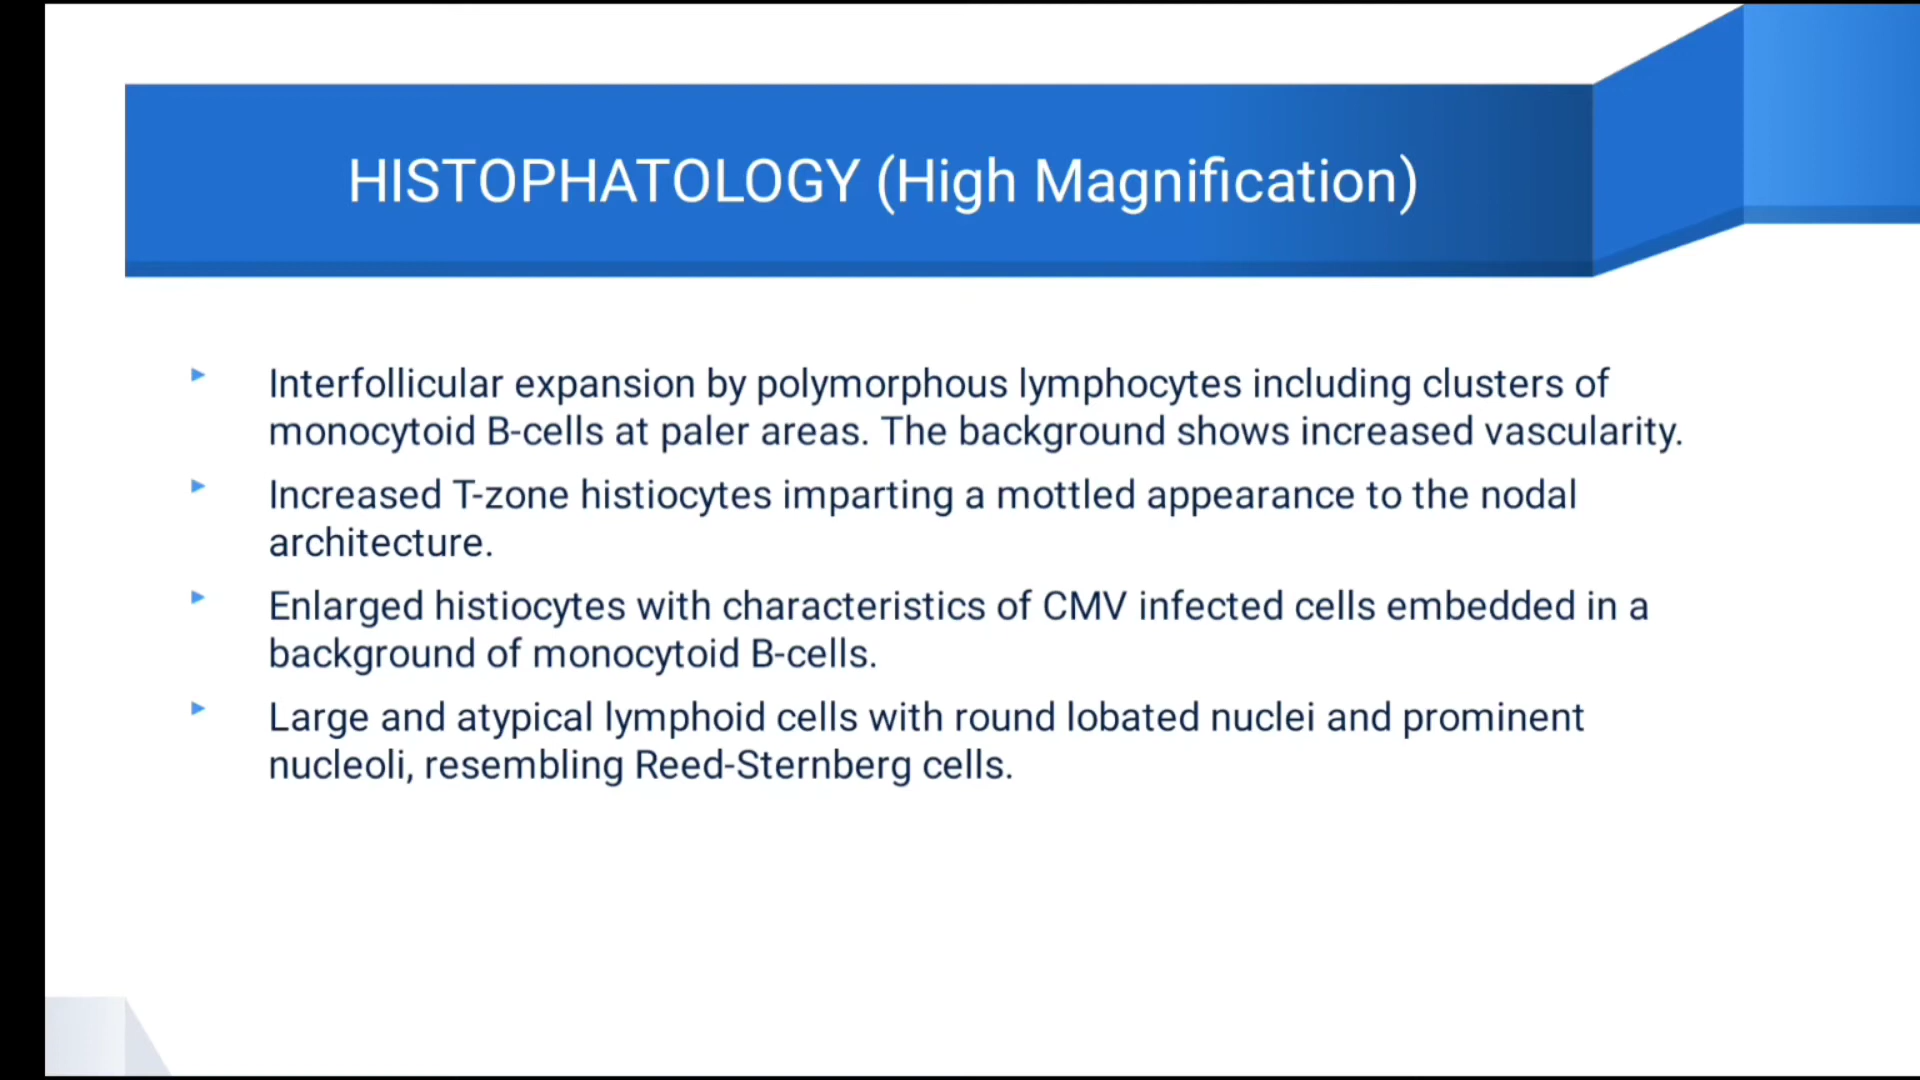 HISTOPHATOLOGY (High Magnification)
Interfollicular expansion by polymorphous lymphocytes including clusters of
monocytoid B-cells at paler areas. The background shows increased vascularity.
Increased T-zone histiocytes imparting a mottled appearance to the nodal
architecture.
Enlarged histiocytes with characteristics of CMV infected cells embedded in a
background of monocytoid B-cells.
Large and atypical lymphoid cells with round lobated nuclei and prominent
nucleoli, resembling Reed-Sternberg cells.